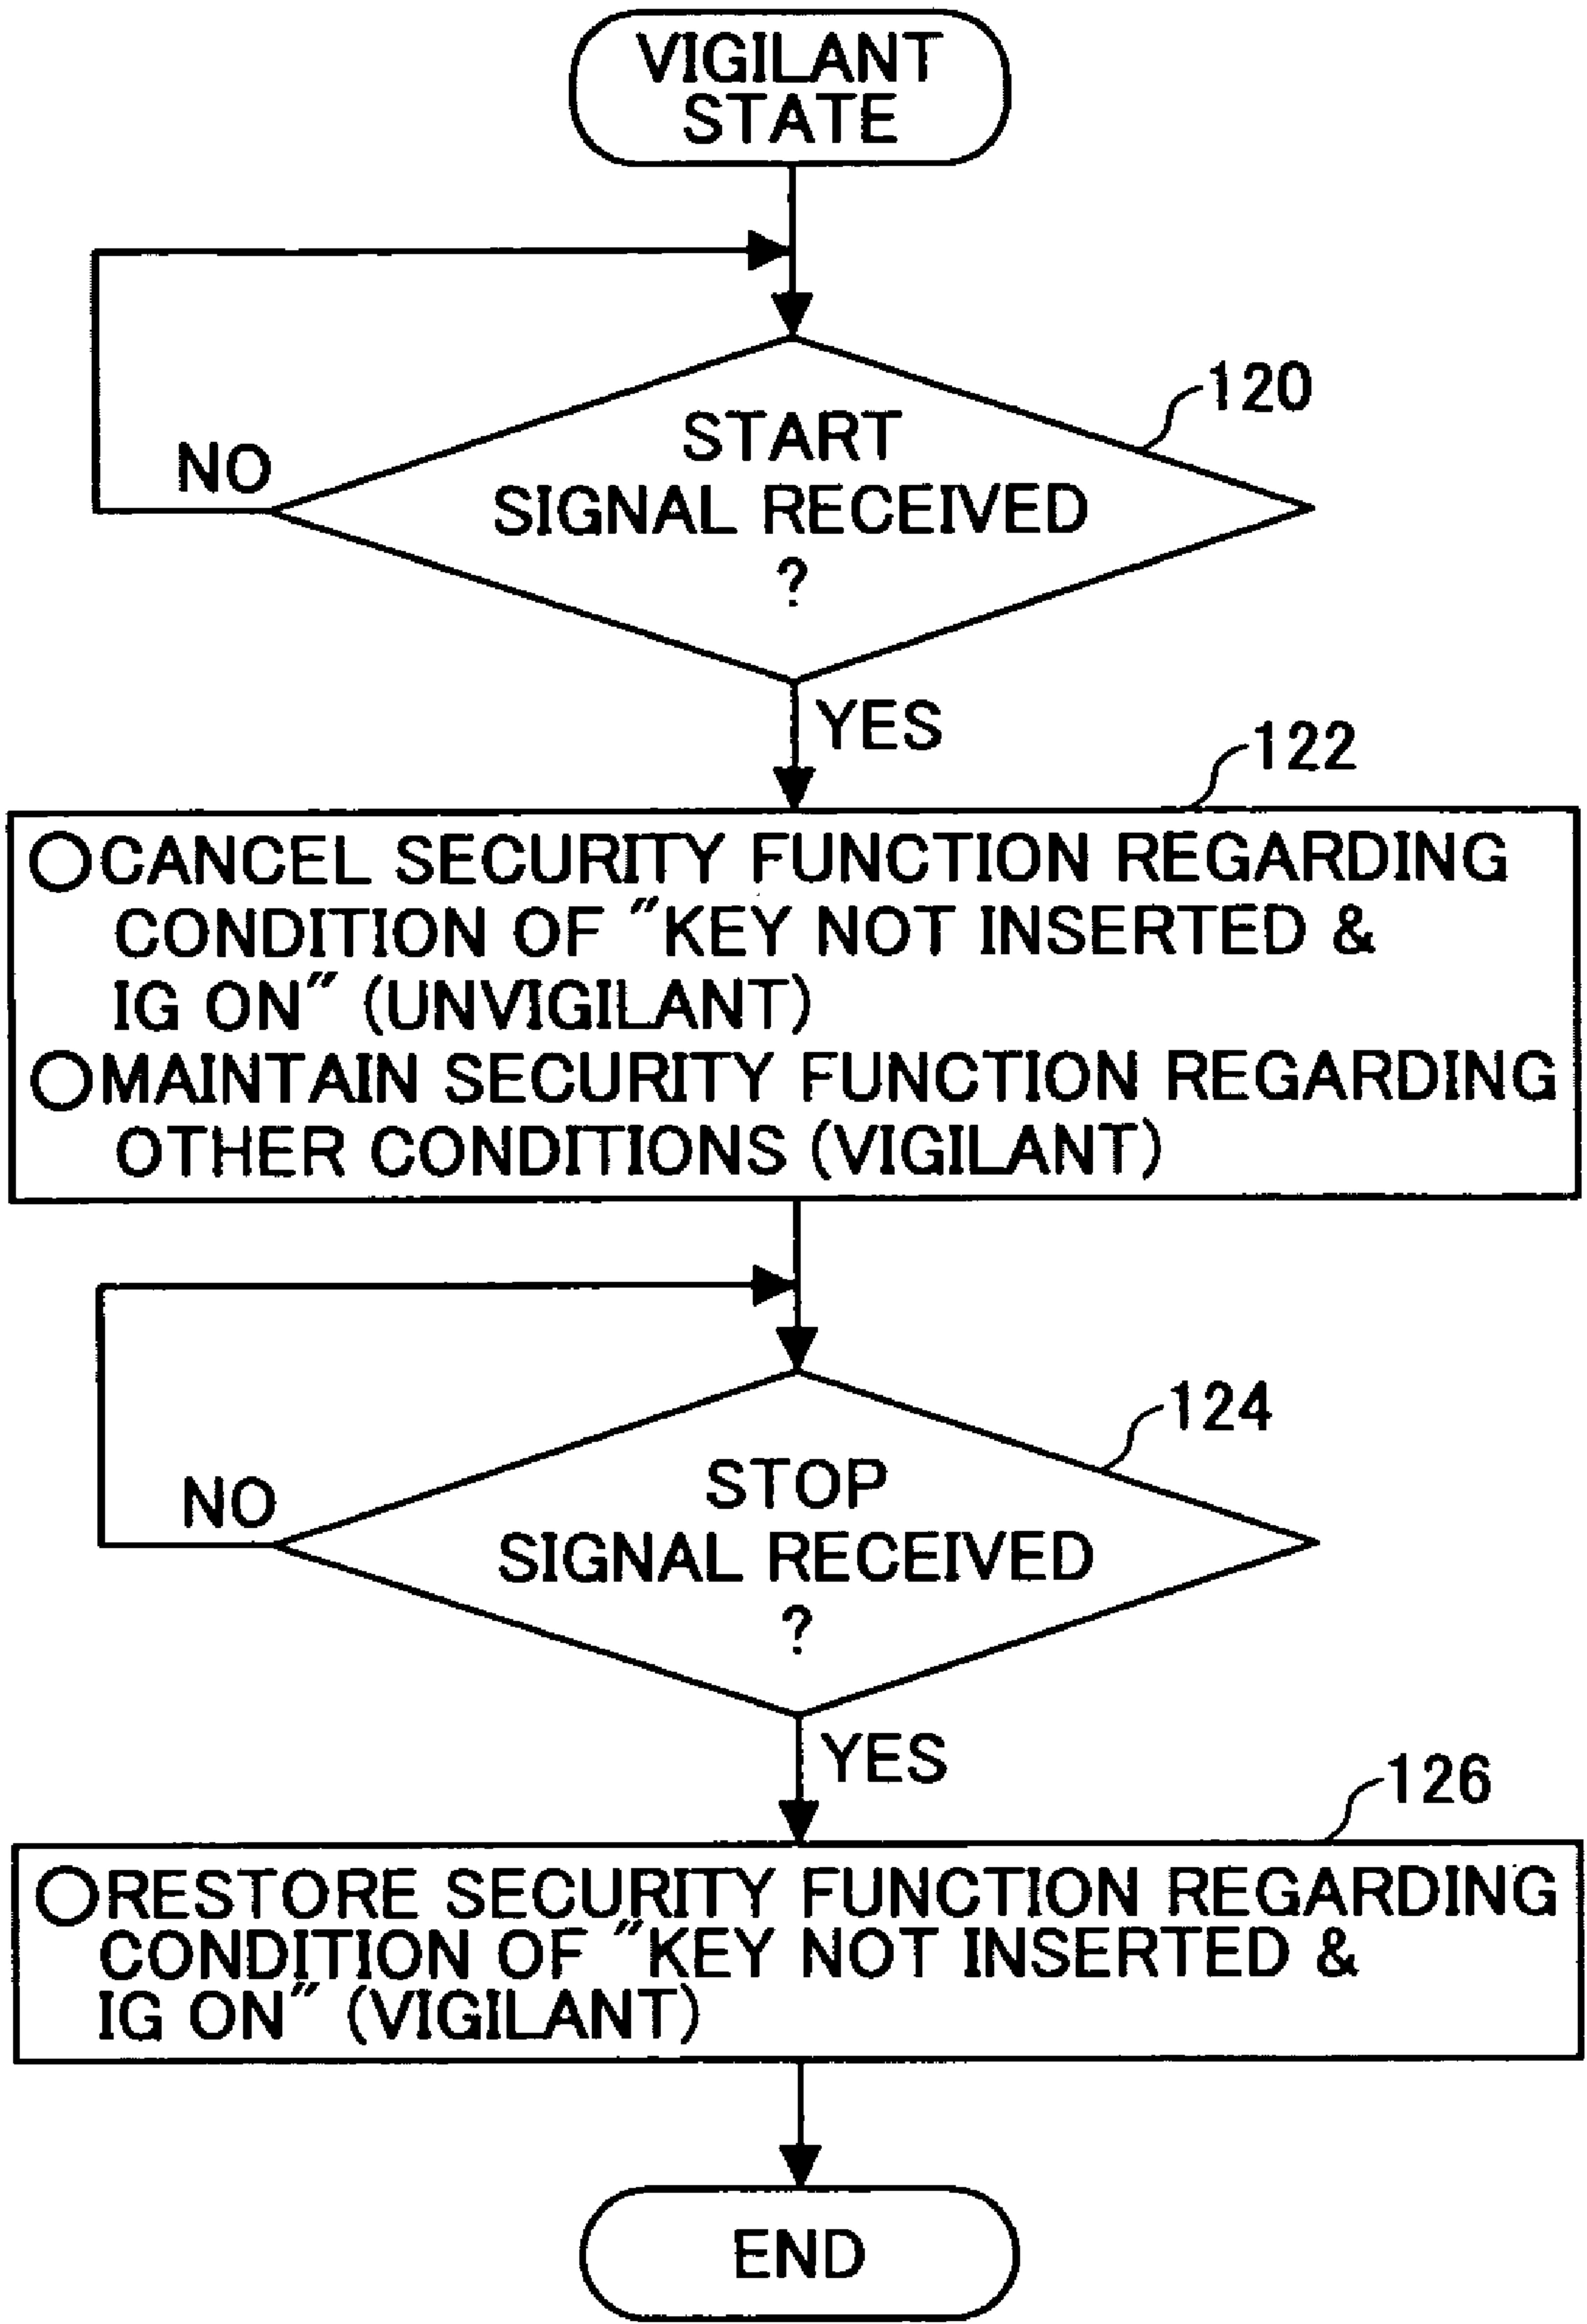 VIGILANT
STATE
120
START
SIGNAL RECEIVED
?
NO
YES
122
○CANCEL SECURITY FUNCTION REGARDING
CONDITION OF "KEY NOT INSERTED &
IG ON" (UNVIGILANT)
○MAINTAIN SECURITY FUNCTION REGARDING
OTHER CONDITIONS (VIGILANT)
124
STOP
SIGNAL RECEIVED
?
NO
YES
126
○RESTORE SECURITY FUNCTION REGARDING
CONDITION OF "KEY NOT INSERTED &
IG ON" (VIGILANT)
END